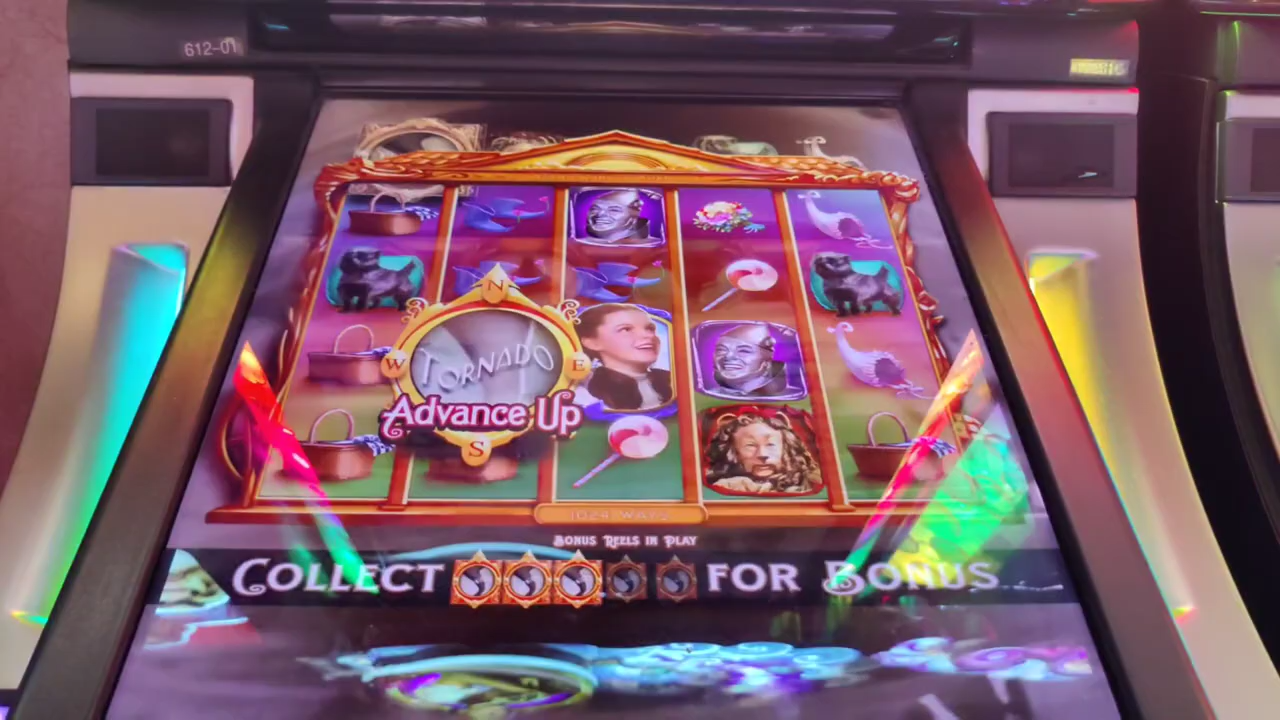 612-01
N
W TORNADO E
Advance Up
S
1024 WAYS
BONUS REELS IN PLAY
COLLECT FOR BONUS